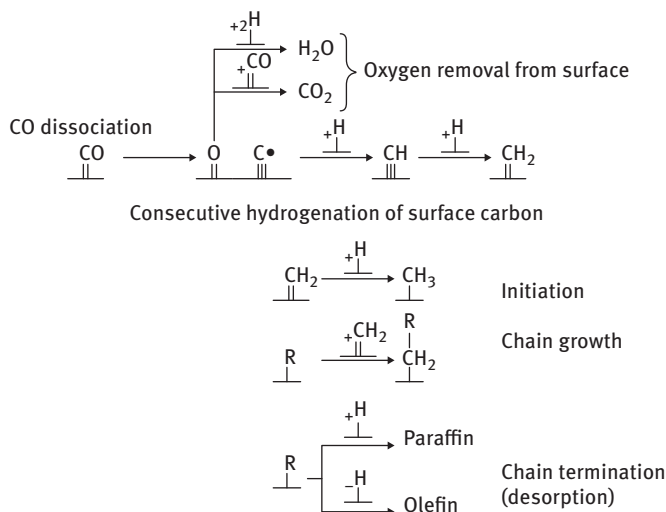 +2H
H₂O
+CO
CO₂
Oxygen removal from surface
CO dissociation
CO
O
C•
+H
CH
+H
CH₂
Consecutive hydrogenation of surface carbon
CH₂
+H
CH₃
Initiation
R
+CH₂
R
CH₂
Chain growth
R
+H
Paraffin
−H
Olefin
Chain termination
(desorption)